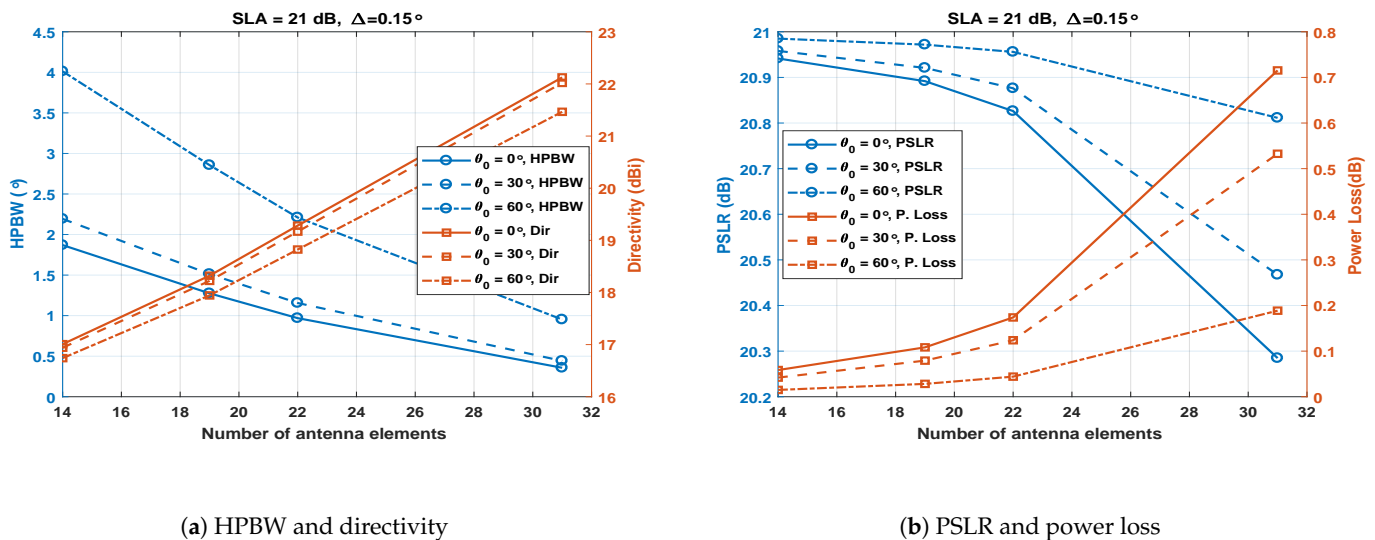 SLA = 21 dB, Δ=0.15°
4.5
4
3.5
3
2.5
2
1.5
1
0.5
0
HPBW (°)
23
22
21
20
19
18
17
16
Directivity (dBi)
θ0 = 0°, HPBW
θ0 = 30°, HPBW
θ0 = 60°, HPBW
θ0 = 0°, Dir
θ0 = 30°, Dir
θ0 = 60°, Dir
14 16 18 20 22 24 26 28 30 32
Number of antenna elements
(a) HPBW and directivity
SLA = 21 dB, Δ=0.15°
21
20.9
20.8
20.7
20.6
20.5
20.4
20.3
20.2
PSLR (dB)
0.8
0.7
0.6
0.5
0.4
0.3
0.2
0.1
0
Power Loss(dB)
θ0 = 0°, PSLR
θ0 = 30°, PSLR
θ0 = 60°, PSLR
θ0 = 0°, P. Loss
θ0 = 30°, P. Loss
θ0 = 60°, P. Loss
14 16 18 20 22 24 26 28 30 32
Number of antenna elements
(b) PSLR and power loss